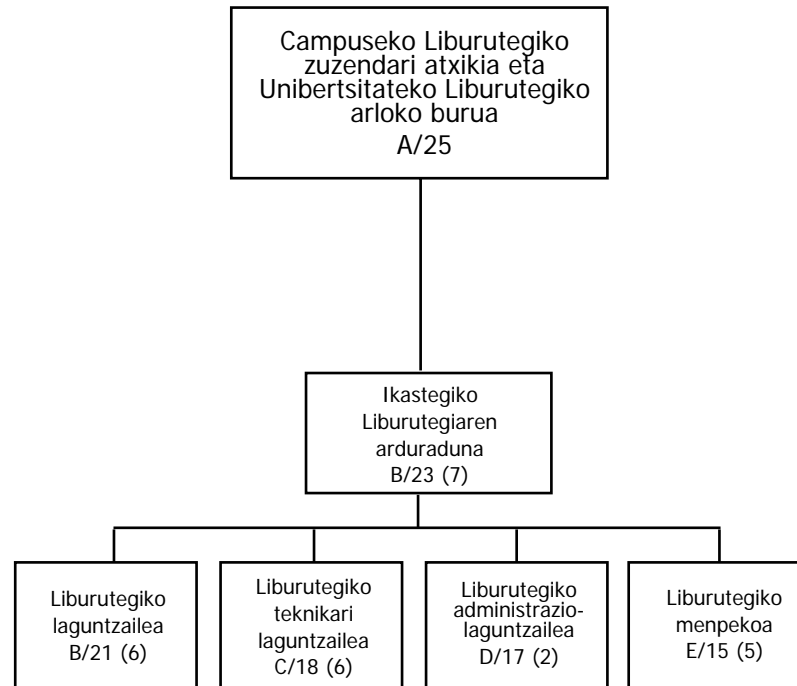 Campuseko Liburutegiko
zuzendari atxikia eta
Unibertsitateko Liburutegiko
arloko burua
A/25
Ikastegiko
Liburutegiaren
arduraduna
B/23 (7)
Liburutegiko
laguntzailea
B/21 (6)
Liburutegiko
teknikari
laguntzailea
C/18 (6)
Liburutegiko
administrazio-
laguntzailea
D/17 (2)
Liburutegiko
menpekoa
E/15 (5)